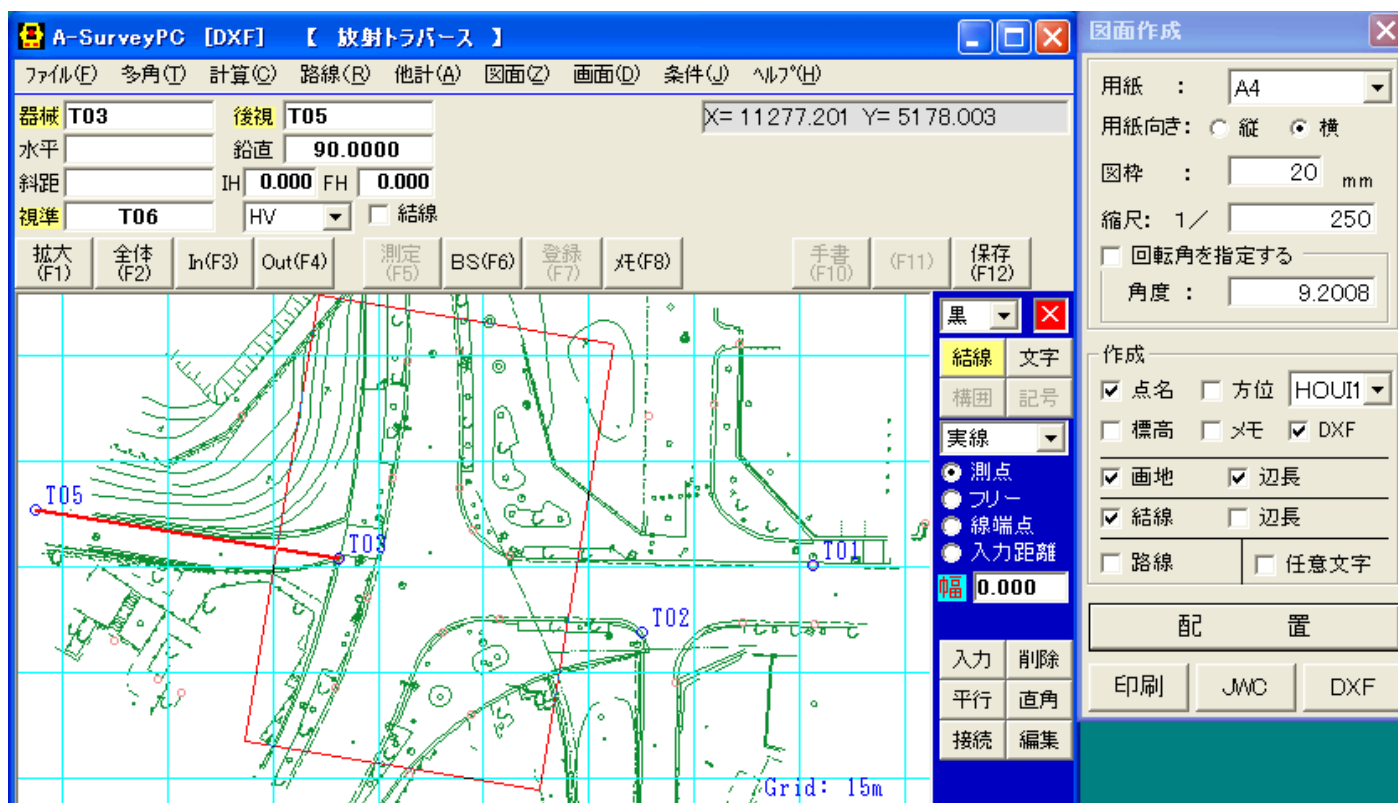 A-SurveyPC [DXF] 【 放射トラバース 】
ファイル(F) 多角(T) 計算(C) 路線(R) 他計(A) 図面(Z) 画面(D) 条件(J) ヘルプ(H)
器械 T03 後視 T05 X= 11277.201 Y= 5178.003
水平 鉛直 90.0000
斜距 IH 0.000 FH 0.000
視準 T06 HV 結線
拡大(F1) 全体(F2) In(F3) Out(F4) 測定(F5) BS(F6) 登録(F7) メモ(F8) 手書(F10) (F11) 保存(F12)
T05
T03
T01
T02
Grid: 15m
黒
結線 文字
構囲 記号
実線
測点
フリー
線端点
入力距離
幅 0.000
入力 削除
平行 直角
接続 編集
図面作成
用紙 : A4
用紙向き: 縦 横
図枠 : 20 mm
縮尺: 1/ 250
回転角を指定する
角度 : 9.2008
作成
点名 方位 HOUI1
標高 メモ DXF
画地 辺長
結線 辺長
路線 任意文字
配 置
印刷 JWC DXF